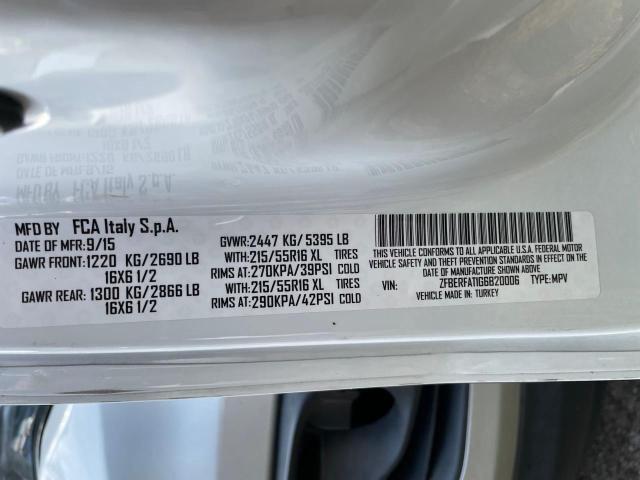 MFD BY FCA Italy S.p.A.
DATE OF MFR: 9/15
GVWR: 2447 KG/ 5395 LB
GAWR FRONT: 1220 KG/ 2690 LB
16X6 1/2
WITH: 215/55R16 XL TIRES
RIMS AT: 270KPA/39PSI COLD
GAWR REAR: 1300 KG/ 2866 LB
16X6 1/2
WITH: 215/55R16 XL TIRES
RIMS AT: 290KPA/42PSI COLD
THIS VEHICLE CONFORMS TO ALL APPLICABLE U.S.A. FEDERAL MOTOR
VEHICLE SAFETY AND THEFT PREVENTION STANDARDS IN EFFECT
ON THE DATE OF MANUFACTURE SHOWN ABOVE.
VIN: ZFBERFAT1G6B20006 TYPE: MPV
VEHICLE MADE IN: TURKEY